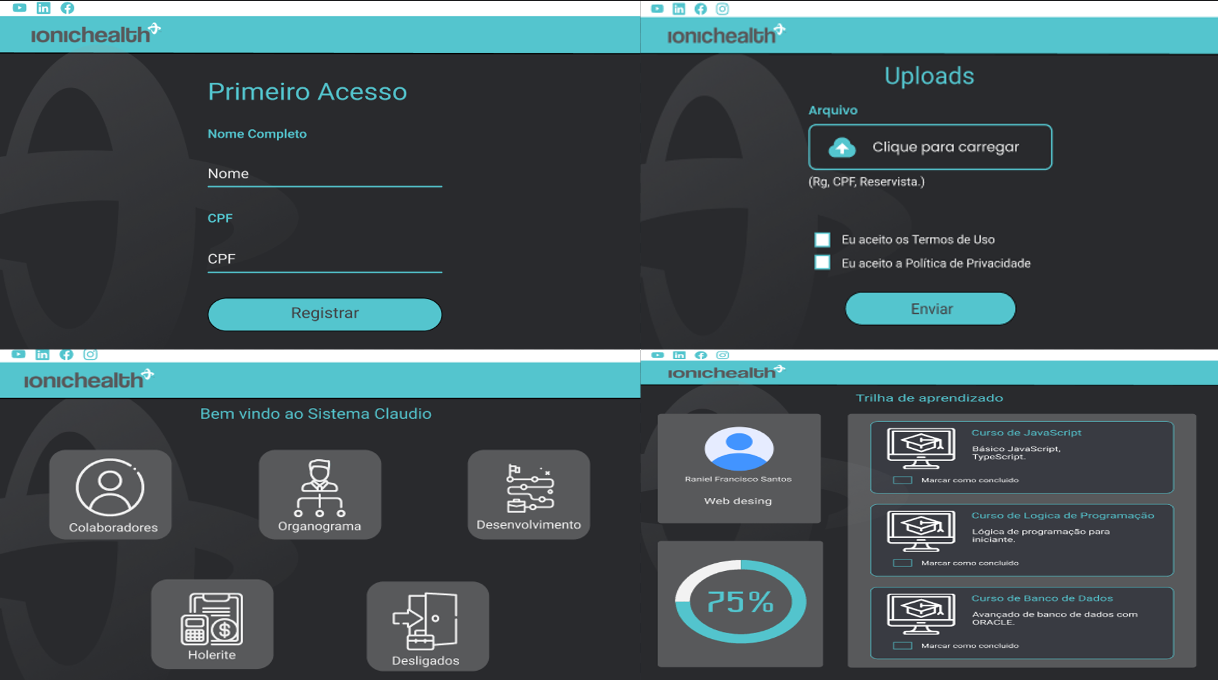 ionichealth
Primeiro Acesso
Nome Completo
Nome
CPF
CPF
Registrar
ionichealth
Uploads
Arquivo
Clique para carregar
(Rg, CPF, Reservista.)
Eu aceito os Termos de Uso
Eu aceito a Política de Privacidade
Enviar
ionichealth
Bem vindo ao Sistema Claudio
Colaboradores
Organograma
Desenvolvimento
Holerite
Desligados
ionichealth
Trilha de aprendizado
Raniel Francisco Santos
Web desing
75%
Curso de JavaScript
Básico JavaScript,
TypeScript.
Marcar como concluido
Curso de Logica de Programação
Lógica de programação para
iniciante.
Marcar como concluido
Curso de Banco de Dados
Avançado de banco de dados com
ORACLE.
Marcar como concluido